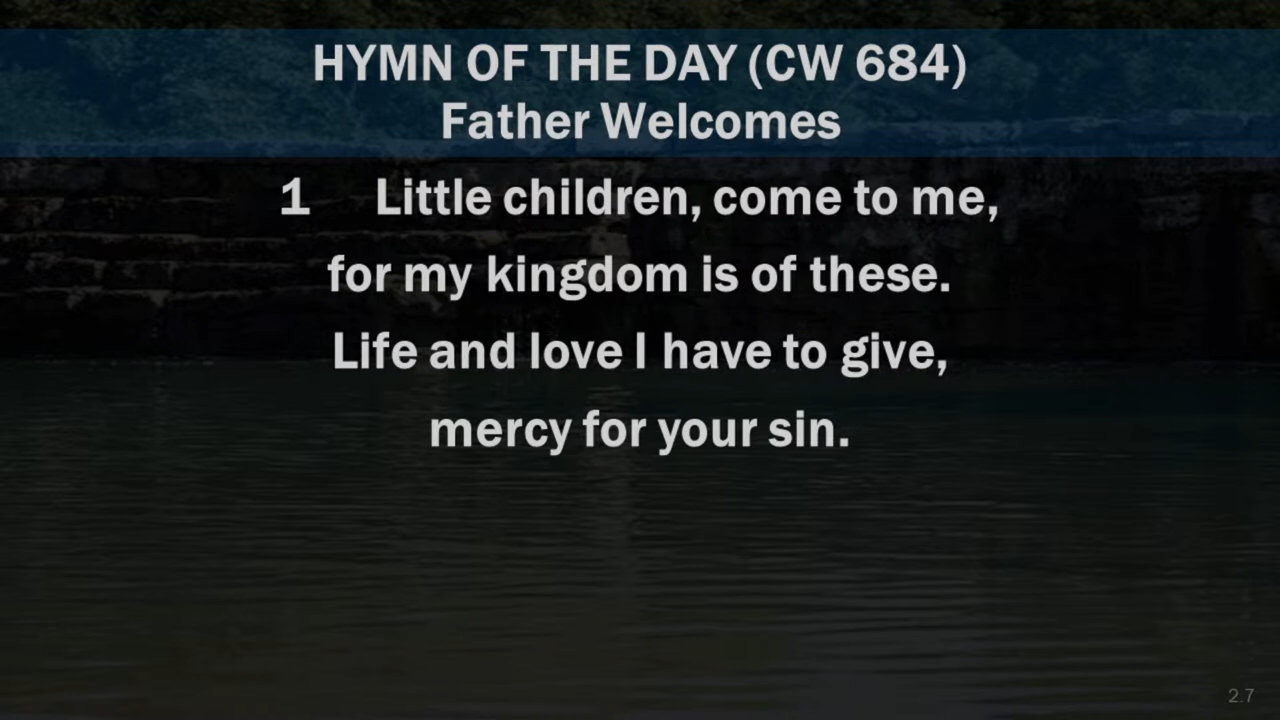 HYMN OF THE DAY (CW 684)
Father Welcomes
1 Little children, come to me,
for my kingdom is of these.
Life and love I have to give,
mercy for your sin.
2.7